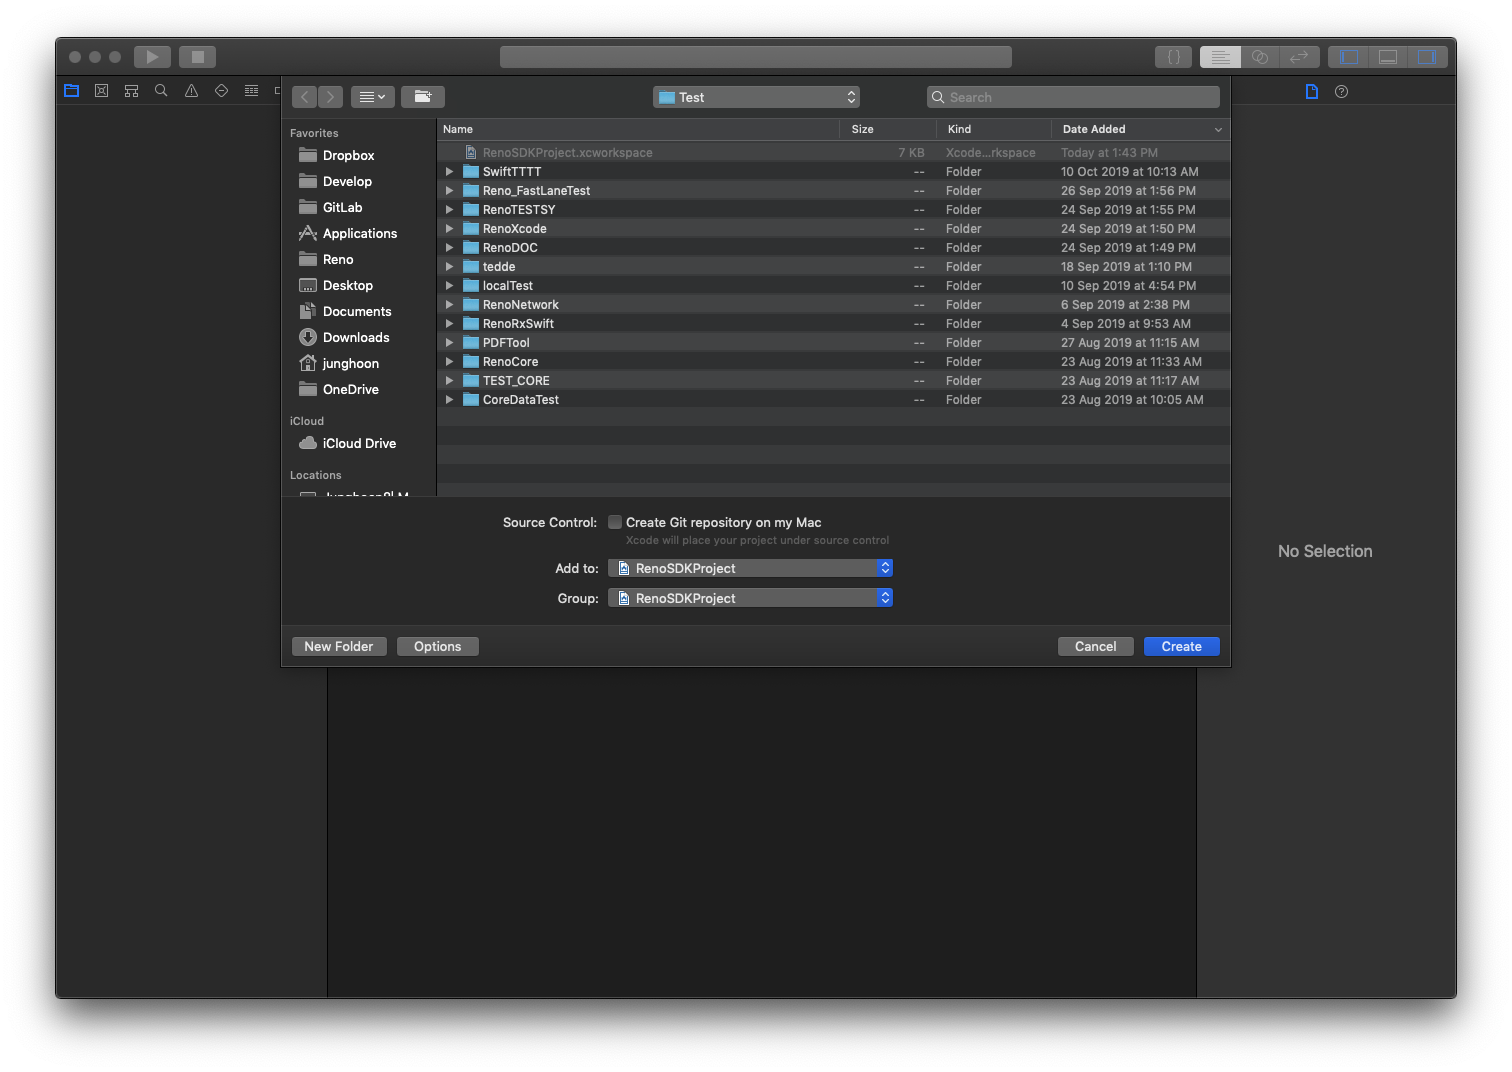 Test
Search
Favorites
Dropbox
Develop
GitLab
Applications
Reno
Desktop
Documents
Downloads
junghoon
OneDrive
iCloud
iCloud Drive
Locations
Name Size Kind Date Added
RenoSDKProject.xcworkspace 7 KB Xcode...rkspace Today at 1:43 PM
SwiftTTTT -- Folder 10 Oct 2019 at 10:13 AM
Reno_FastLaneTest -- Folder 26 Sep 2019 at 1:56 PM
RenoTESTSY -- Folder 24 Sep 2019 at 1:55 PM
RenoXcode -- Folder 24 Sep 2019 at 1:50 PM
RenoDOC -- Folder 24 Sep 2019 at 1:49 PM
tedde -- Folder 18 Sep 2019 at 1:10 PM
localTest -- Folder 10 Sep 2019 at 4:54 PM
RenoNetwork -- Folder 6 Sep 2019 at 2:38 PM
RenoRxSwift -- Folder 4 Sep 2019 at 9:53 AM
PDFTool -- Folder 27 Aug 2019 at 11:15 AM
RenoCore -- Folder 23 Aug 2019 at 11:33 AM
TEST_CORE -- Folder 23 Aug 2019 at 11:17 AM
CoreDataTest -- Folder 23 Aug 2019 at 10:05 AM
Source Control: Create Git repository on my Mac
Xcode will place your project under source control
Add to: RenoSDKProject
Group: RenoSDKProject
New Folder Options Cancel Create
No Selection